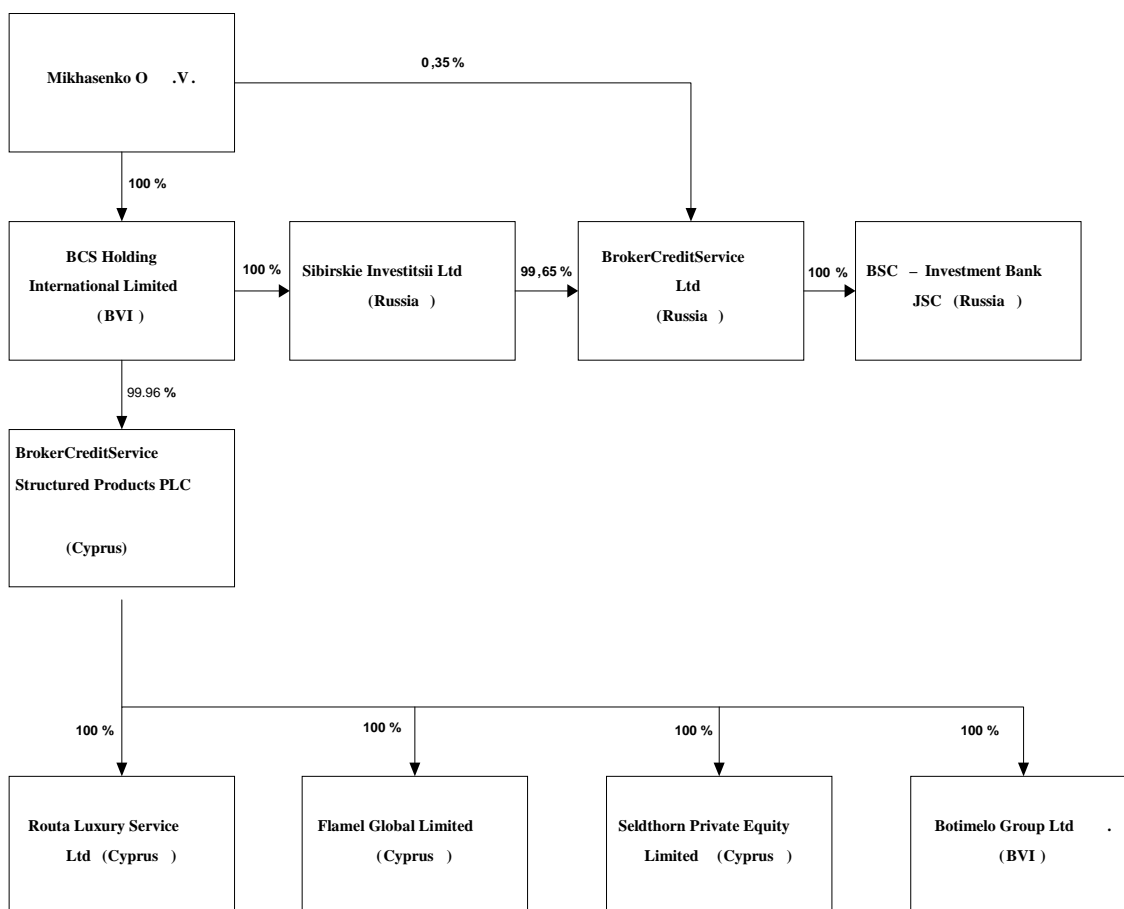 Mikhasenko O .V.
0,35 %
100 %
BCS Holding
International Limited
(BVI)
100 %
Sibirskie Investitsii Ltd
(Russia )
99,65 %
BrokerCreditService
Ltd
(Russia )
100 %
BSC – Investment Bank
JSC (Russia )
99.96 %
BrokerCreditService
Structured Products PLC
(Cyprus)
100 %
100 %
100 %
100 %
Routa Luxury Service
Ltd (Cyprus )
Flamel Global Limited
(Cyprus )
Seldthorn Private Equity
Limited (Cyprus )
Botimelo Group Ltd .
(BVI)